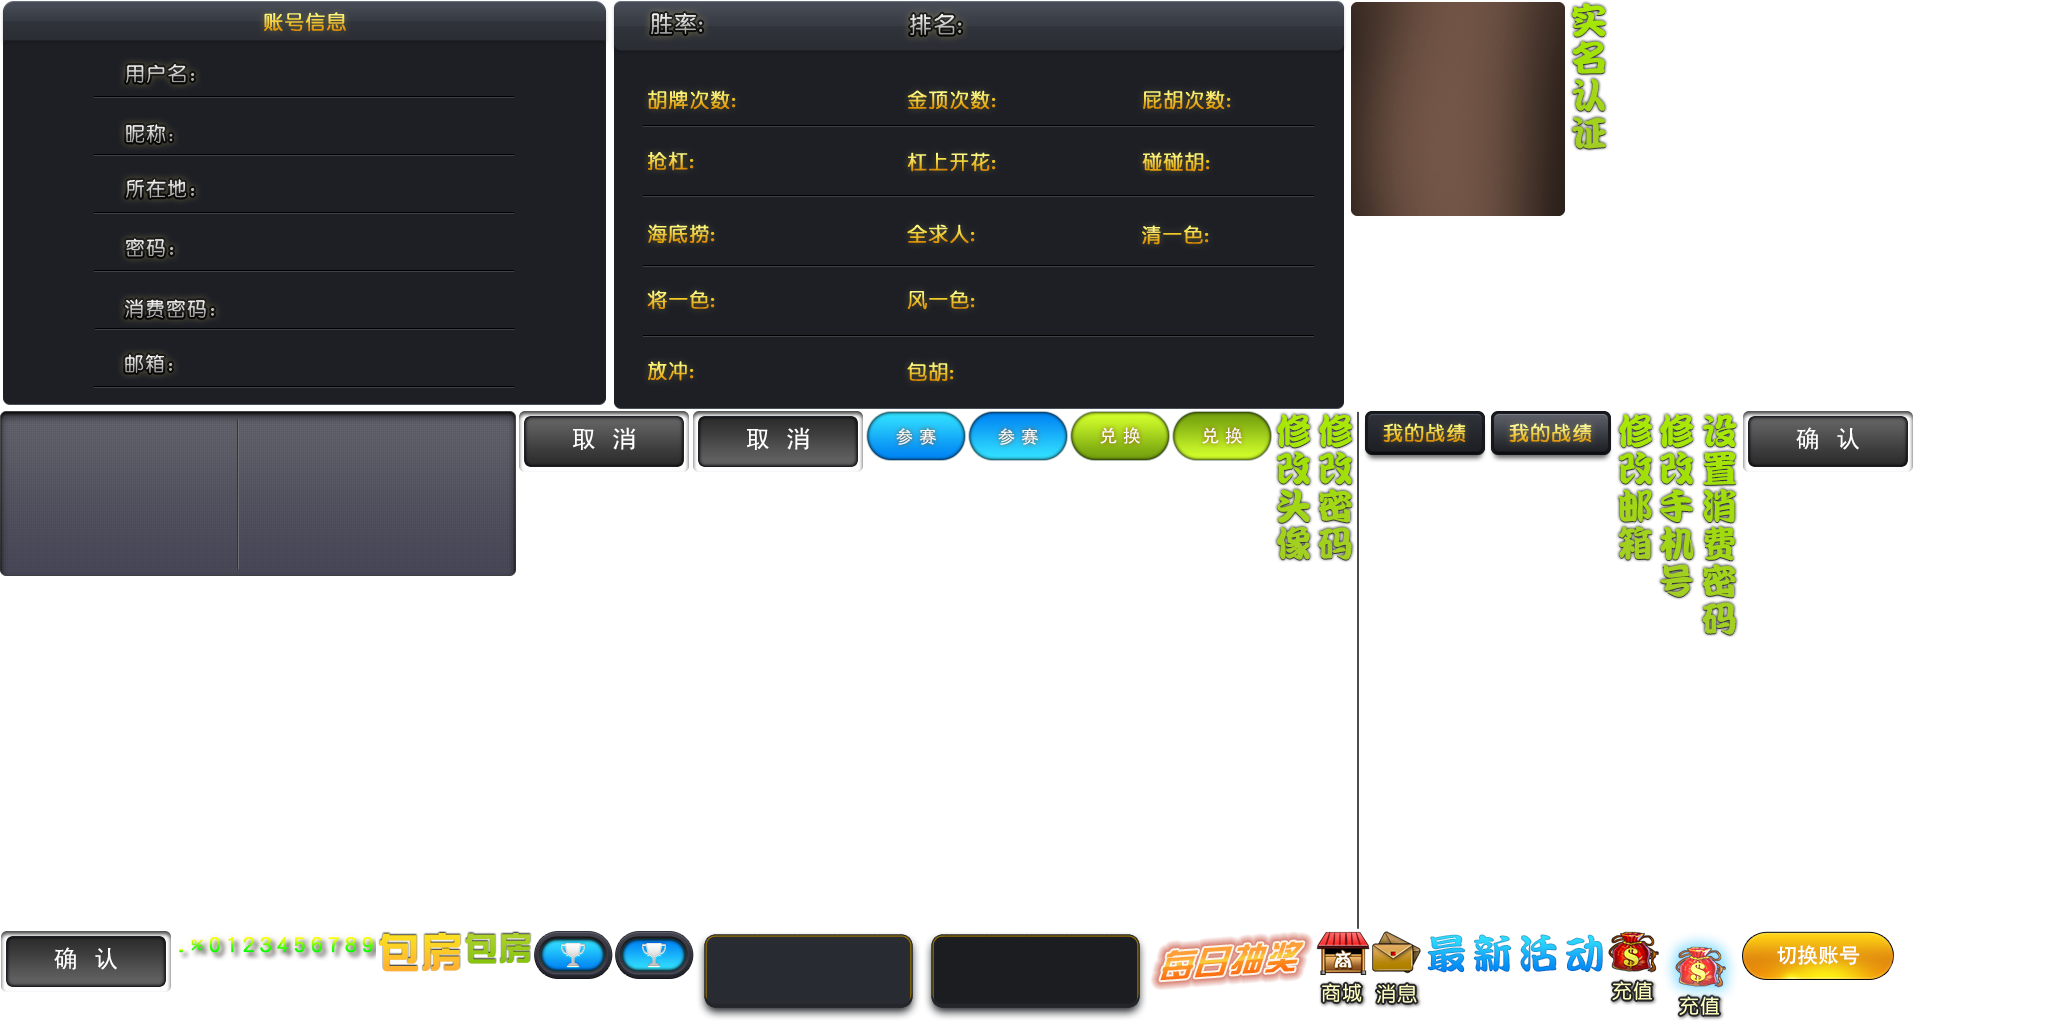 账号信息
用户名:
昵称:
所在地:
密码:
消费密码:
邮箱:
胜率: 排名:
胡牌次数: 金顶次数: 屁胡次数:
抢杠: 杠上开花: 碰碰胡:
海底捞: 全求人: 清一色:
将一色: 风一色:
放冲: 包胡:
实名认证
取 消
取 消
参 赛
参 赛
兑 换
兑 换
修改头像
修改密码
我的战绩
我的战绩
修改邮箱
修改手机号
设置消费密码
确 认
确 认
.%0123456789
包房
包房
每日抽奖
商
商城
消息
最新活动
$
充值
$
充值
切换账号